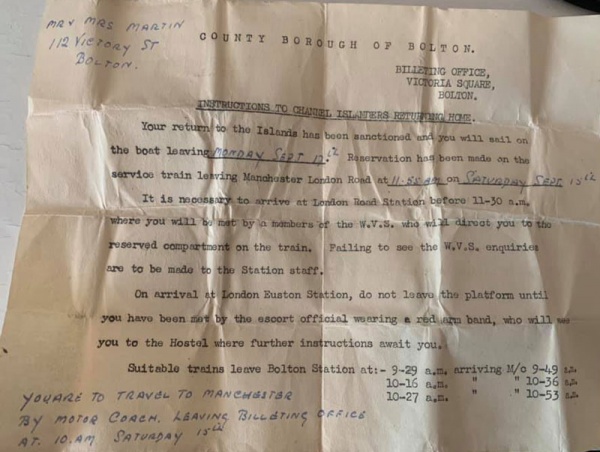 MR & MRS MARTIN
112 VICTORY ST
BOLTON.
COUNTY BOROUGH OF BOLTON.
BILLETING OFFICE,
VICTORIA SQUARE,
BOLTON.
INSTRUCTIONS TO CHANNEL ISLANDERS RETURNING HOME.
Your return to the Islands has been sanctioned and you will sail on
the boat leaving MONDAY SEPT 17th. Reservation has been made on the
service train leaving Manchester London Road at 11-50AM on SATURDAY SEPT 15th
It is necessary to arrive at London Road Station before 11-30 a.m.
where you will be met by a members of the W.V.S. who will direct you to the
reserved compartment on the train. Failing to see the W.V.S. enquiries
are to be made to the Station staff.
On arrival at London Euston Station, do not leave the platform until
you have been met by the escort official wearing a red arm band, who will see
you to the Hostel where further instructions await you.
Suitable trains leave Bolton Station at:- 9-29 a.m. arriving M/c 9-49 a.m.
10-16 a.m. " " 10-36 a.m.
10-27 a.m. " " 10-53 a.m.
YOU ARE TO TRAVEL TO MANCHESTER
BY MOTOR COACH. LEAVING BILLETING OFFICE
AT. 10.AM SATURDAY 15th